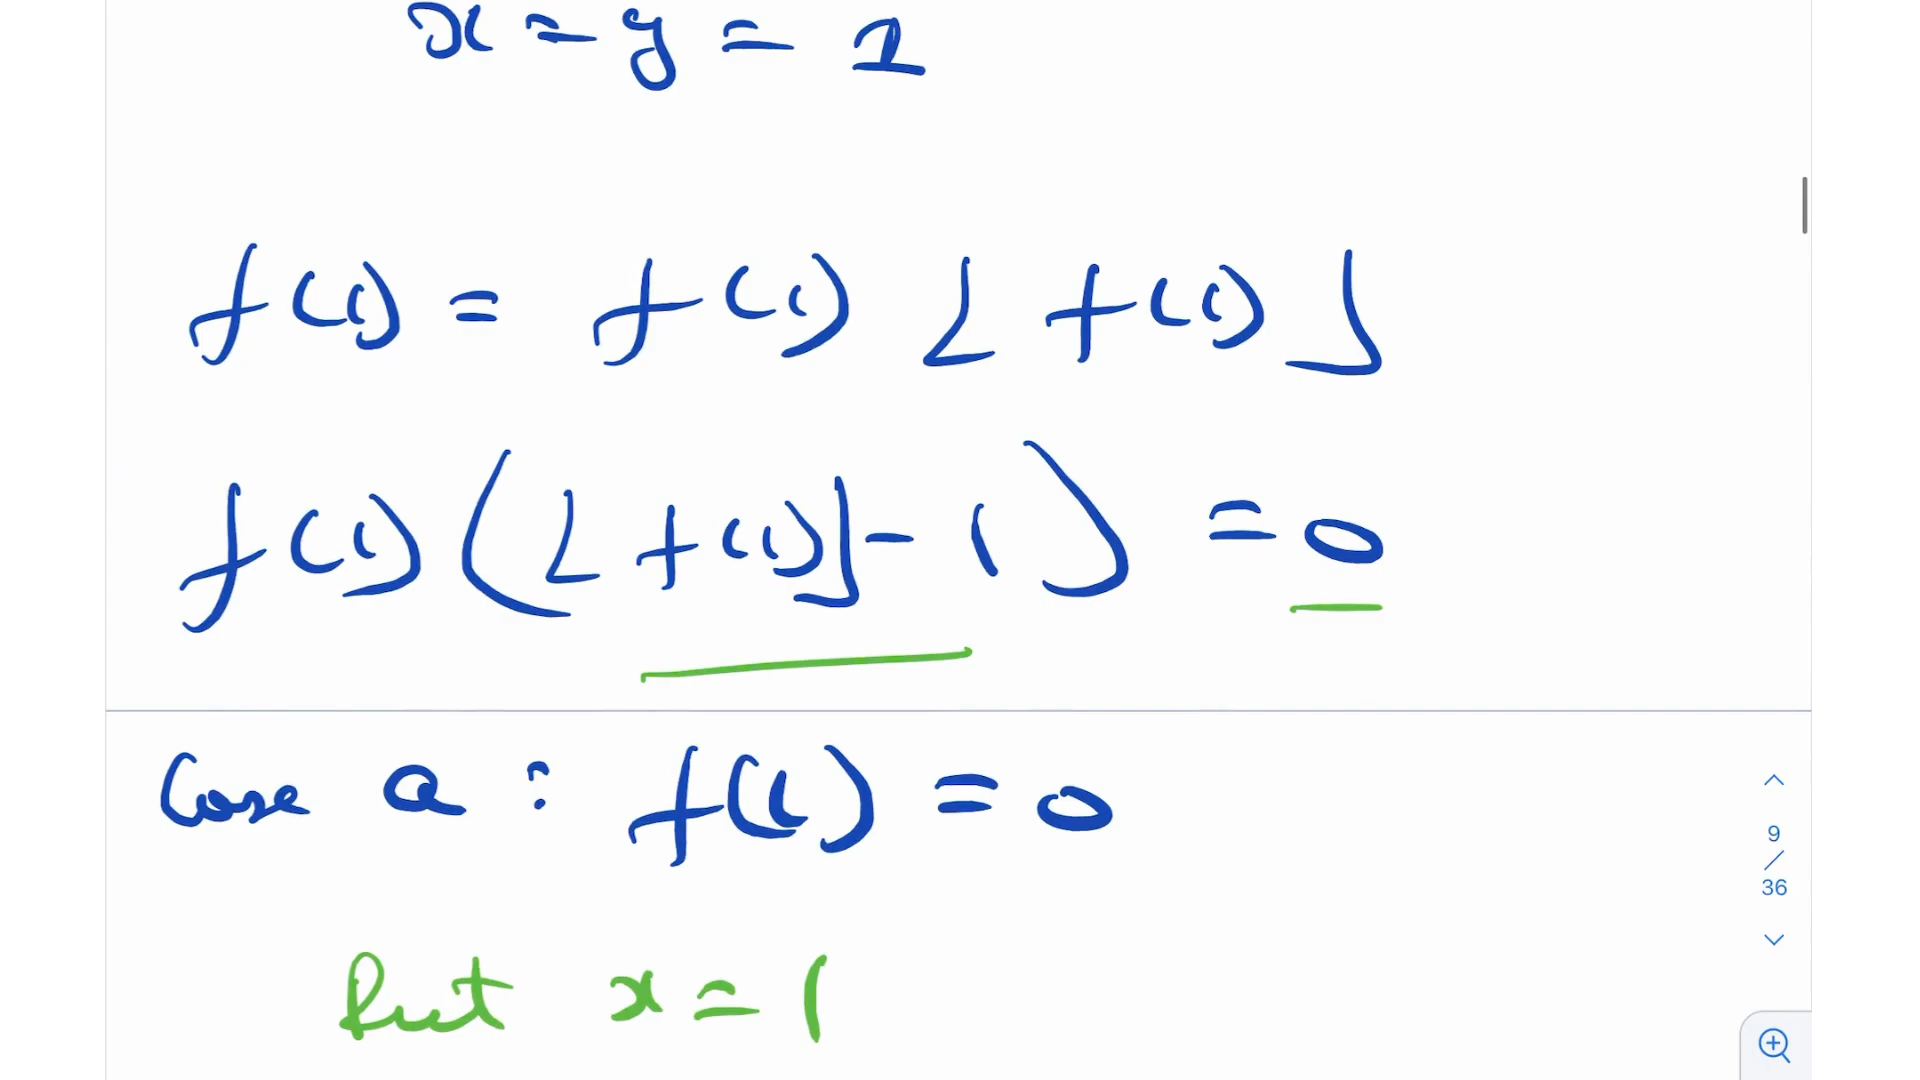 x = y = 1
f(1) = f(1) ⌊ f(1) ⌋
f(1) ( ⌊ f(1) ⌋ - 1 ) = 0
Case a : f(1) = 0
Put x = 1
9
/
36